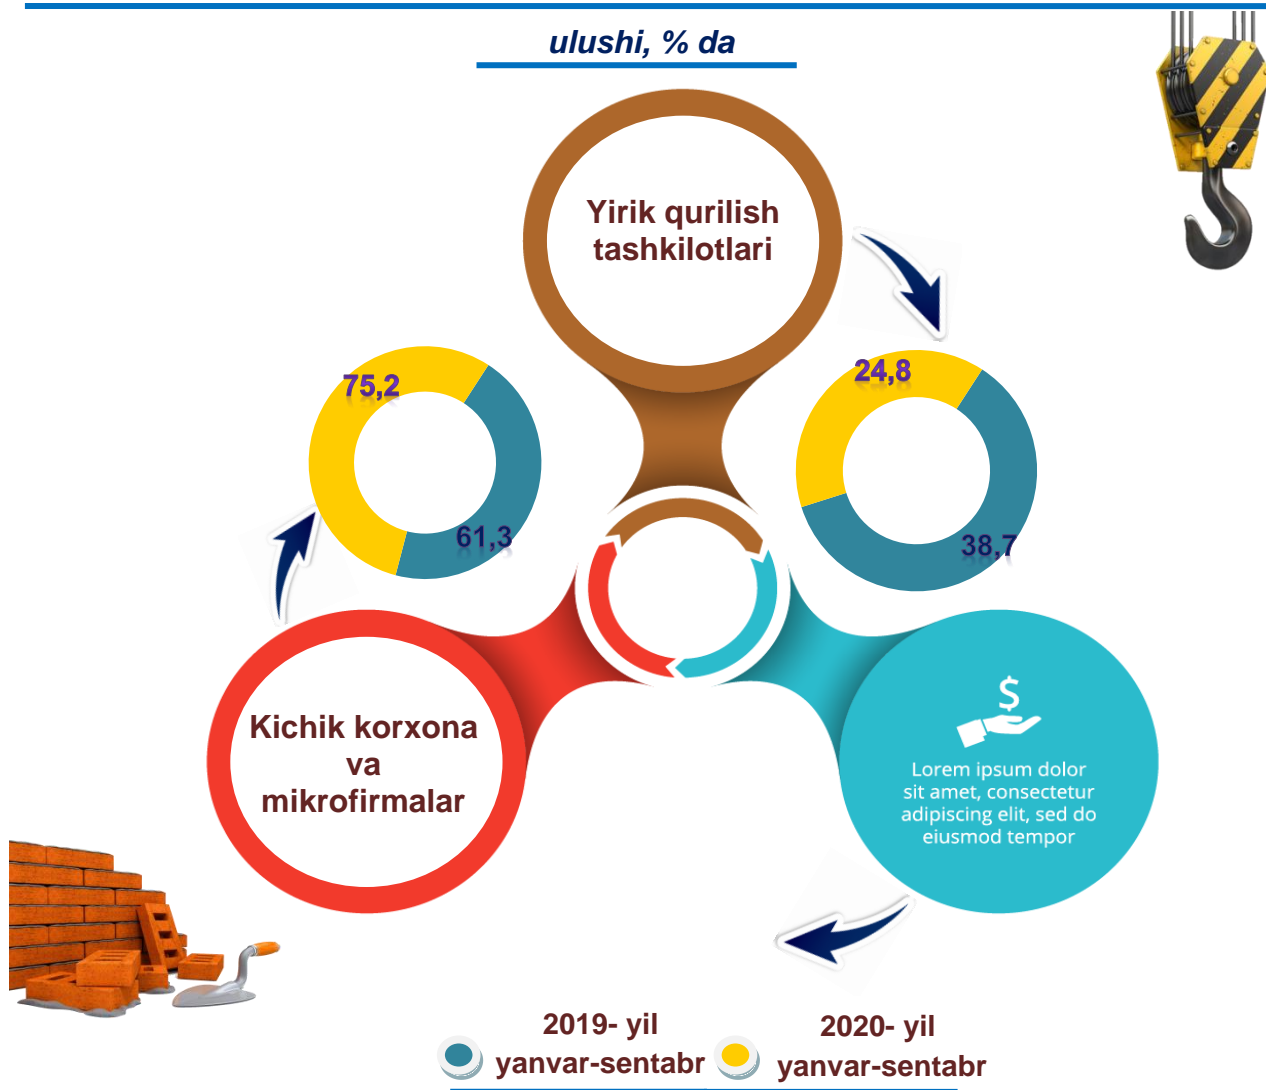 ulushi, % da
Yirik qurilish
tashkilotlari
75,2
24,8
61,3
38,7
Kichik korxona
va
mikrofirmalar
$
Lorem ipsum dolor
sit amet, consectetur
adipiscing elit, sed do
eiusmod tempor
2019- yil
yanvar-sentabr
2020- yil
yanvar-sentabr